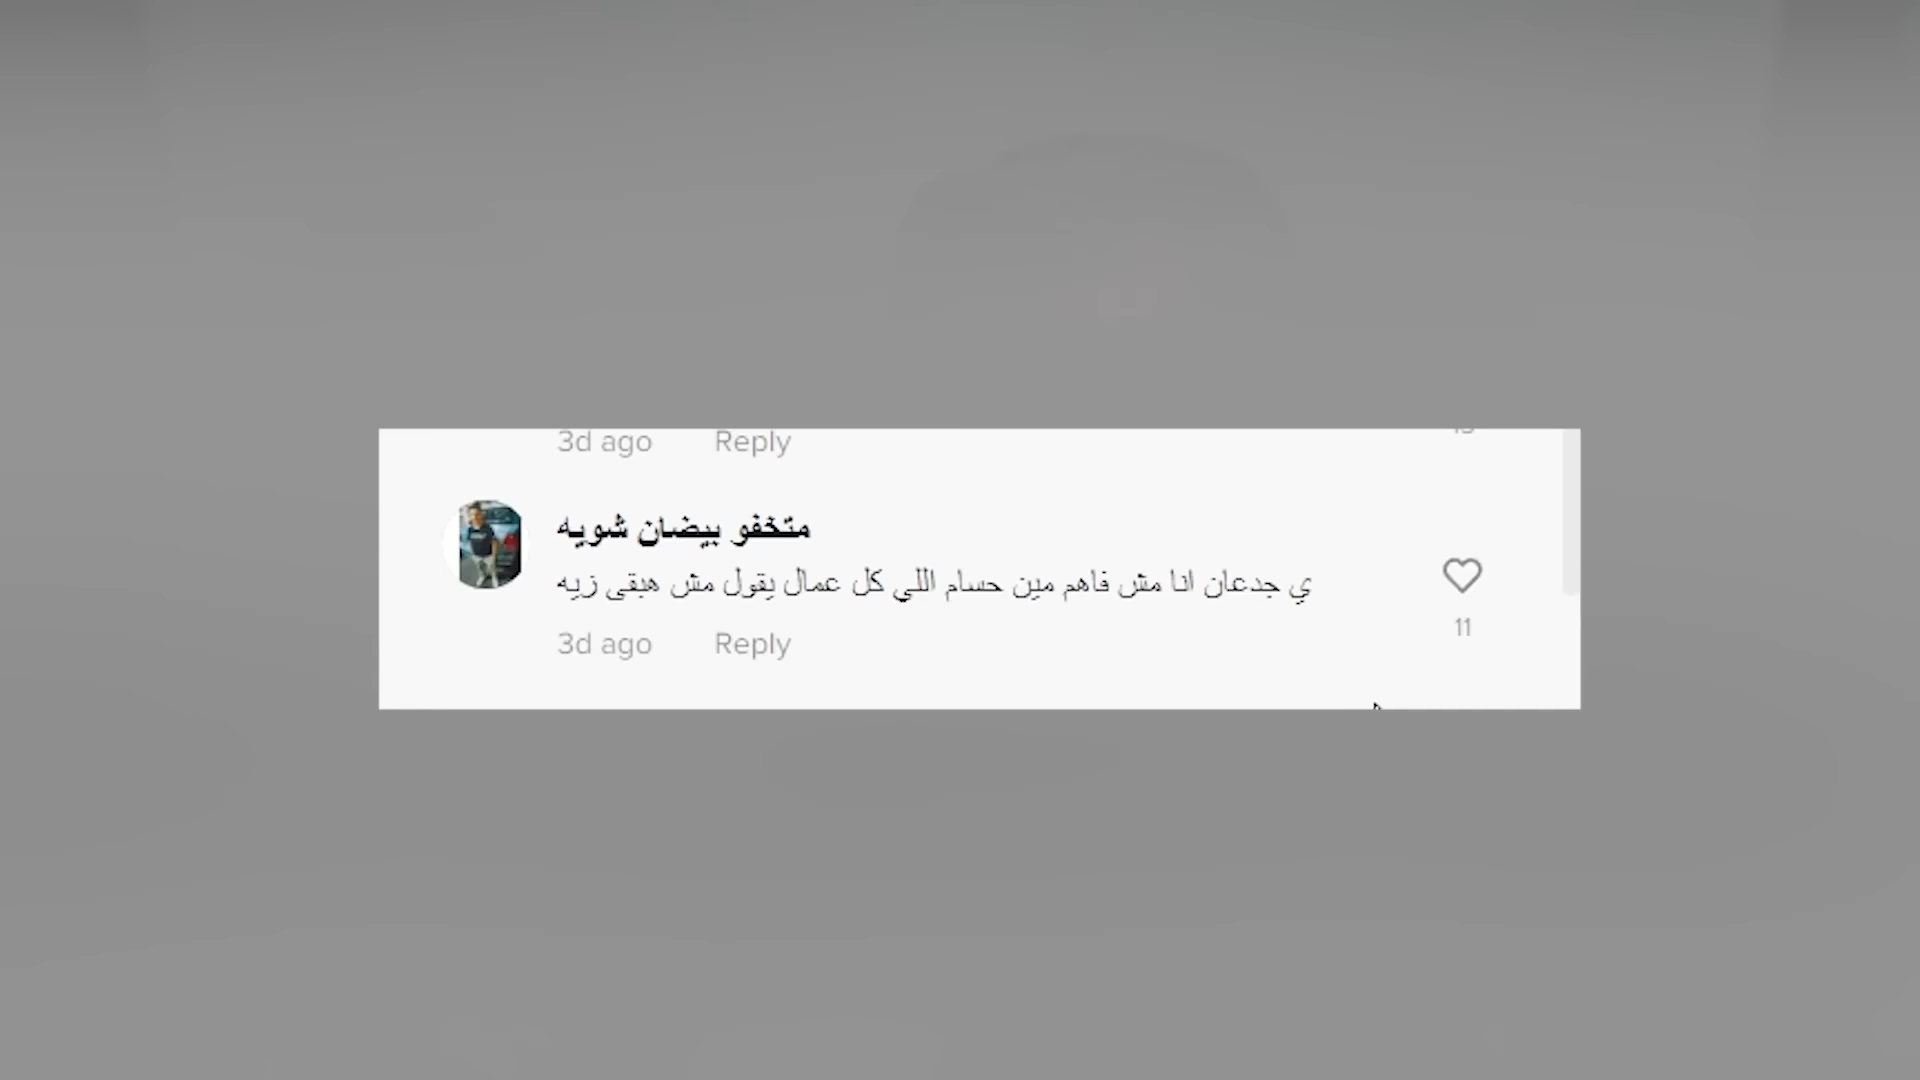 3d ago Reply
متخفو بيضان شويه
ي جدعان انا مش فاهم مين حسام اللي كل عمال يقول مش هبقى زيه
11
3d ago Reply